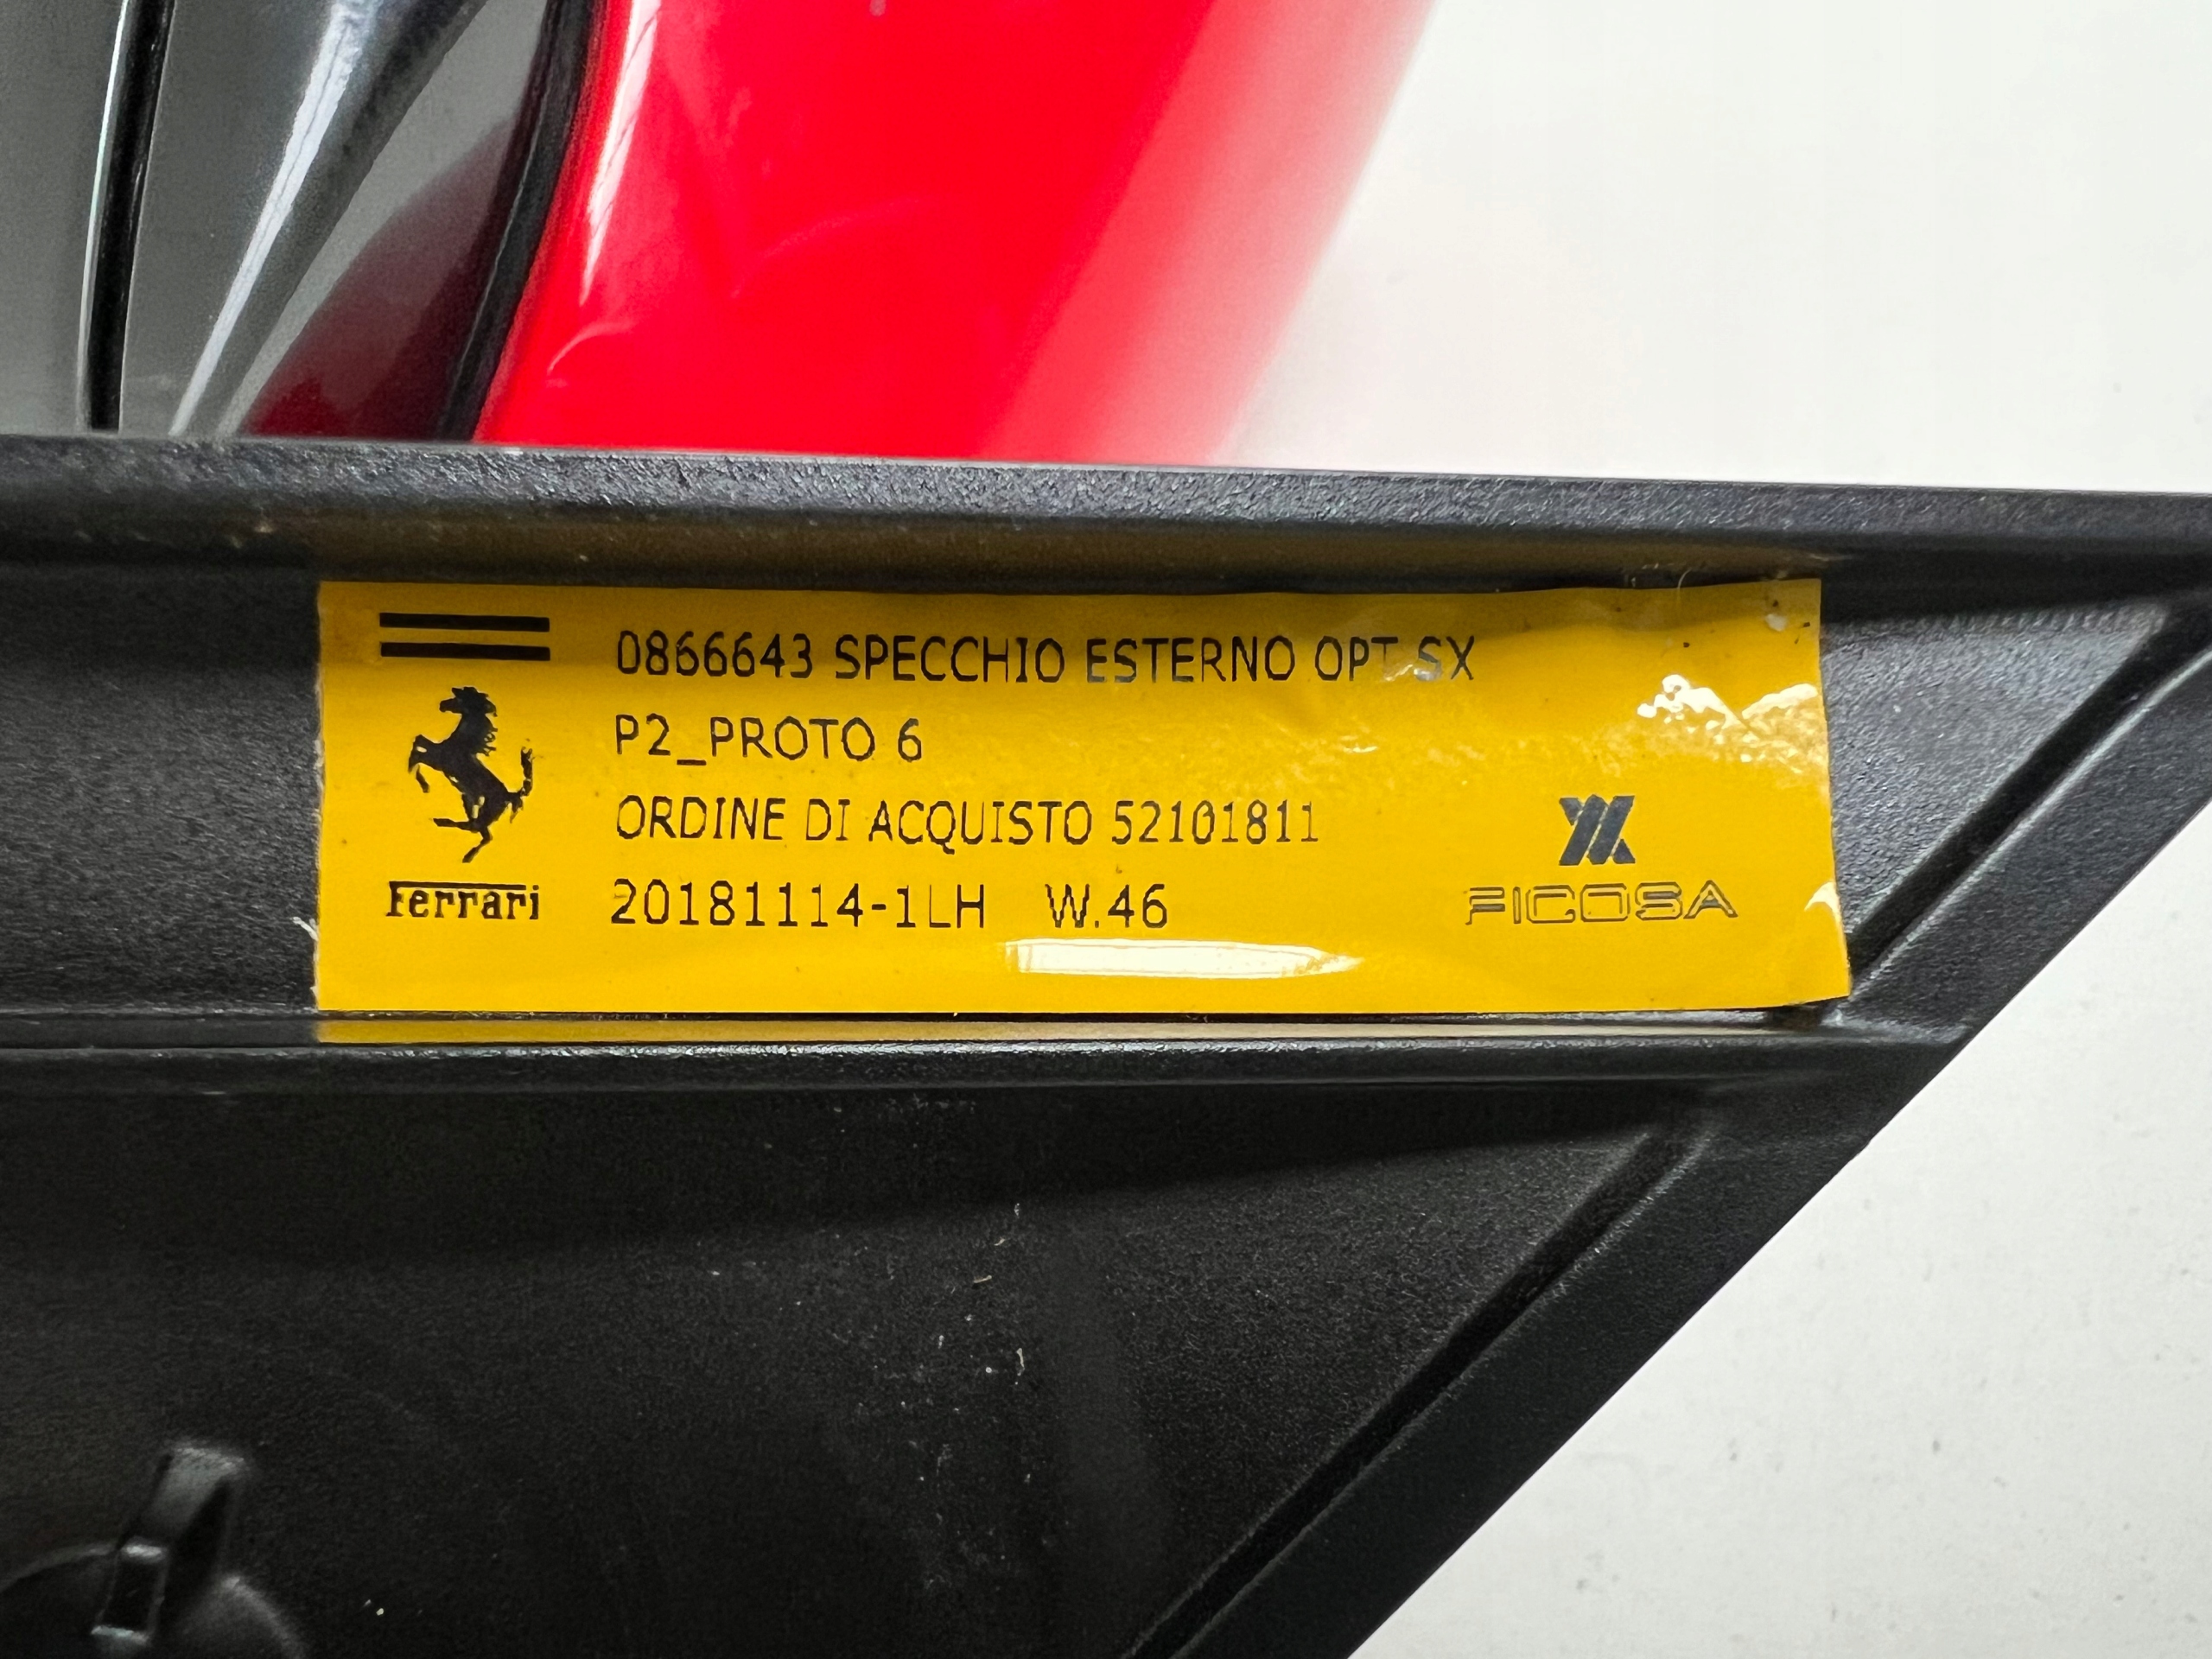 0866643 SPECCHIO ESTERNO OPT SX
P2_PROTO 6
ORDINE DI ACQUISTO 52101811
20181114-1LH W.46
Ferrari
FICOSA